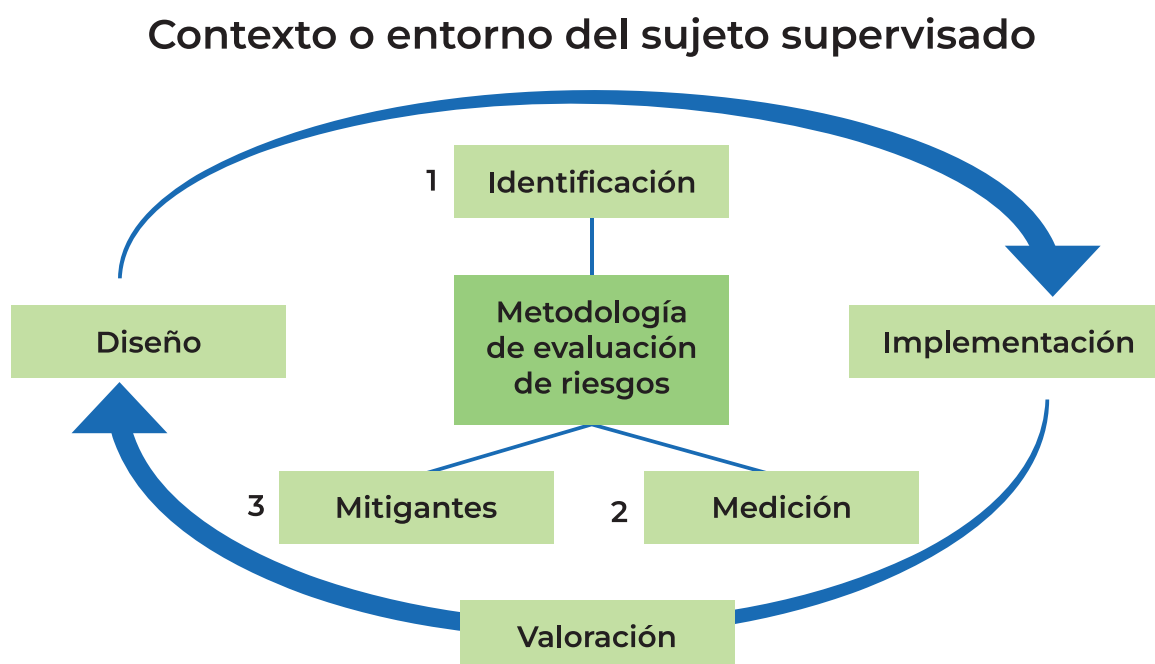 Contexto o entorno del sujeto supervisado
1
Identificación
Metodología
de evaluación
de riesgos
Diseño
Implementación
3
Mitigantes
2
Medición
Valoración